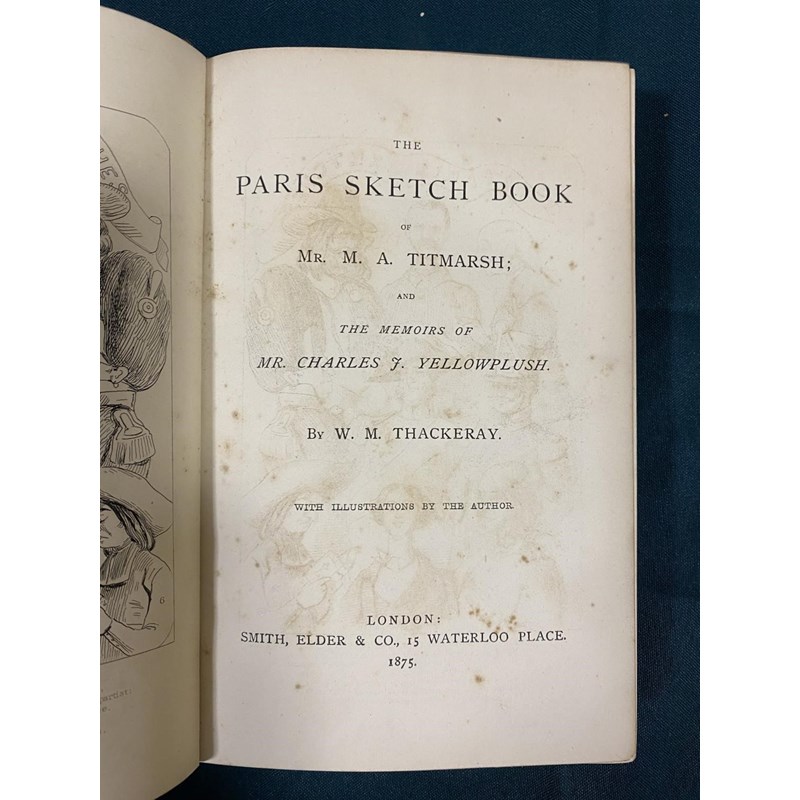 THE
PARIS SKETCH BOOK
OF
MR. M. A. TITMARSH;
AND
THE MEMOIRS OF
MR. CHARLES J. YELLOWPLUSH.
BY W. M. THACKERAY.
WITH ILLUSTRATIONS BY THE AUTHOR.
LONDON:
SMITH, ELDER & CO., 15 WATERLOO PLACE.
1875.
6